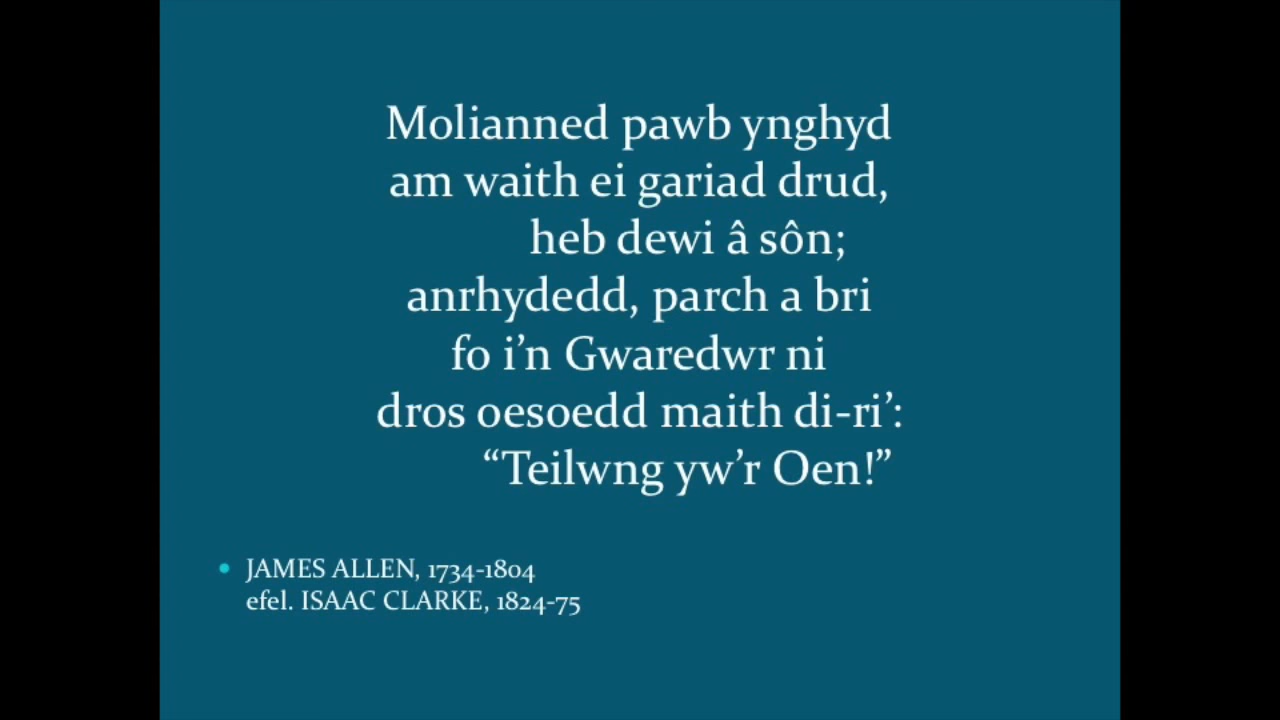 Molianned pawb ynghyd
am waith ei gariad drud,
heb dewi â sôn;
anrhydedd, parch a bri
fo i’n Gwaredwr ni
dros oesoedd maith di-ri’:
“Teilwng yw’r Oen!”
• JAMES ALLEN, 1734-1804
efel. ISAAC CLARKE, 1824-75